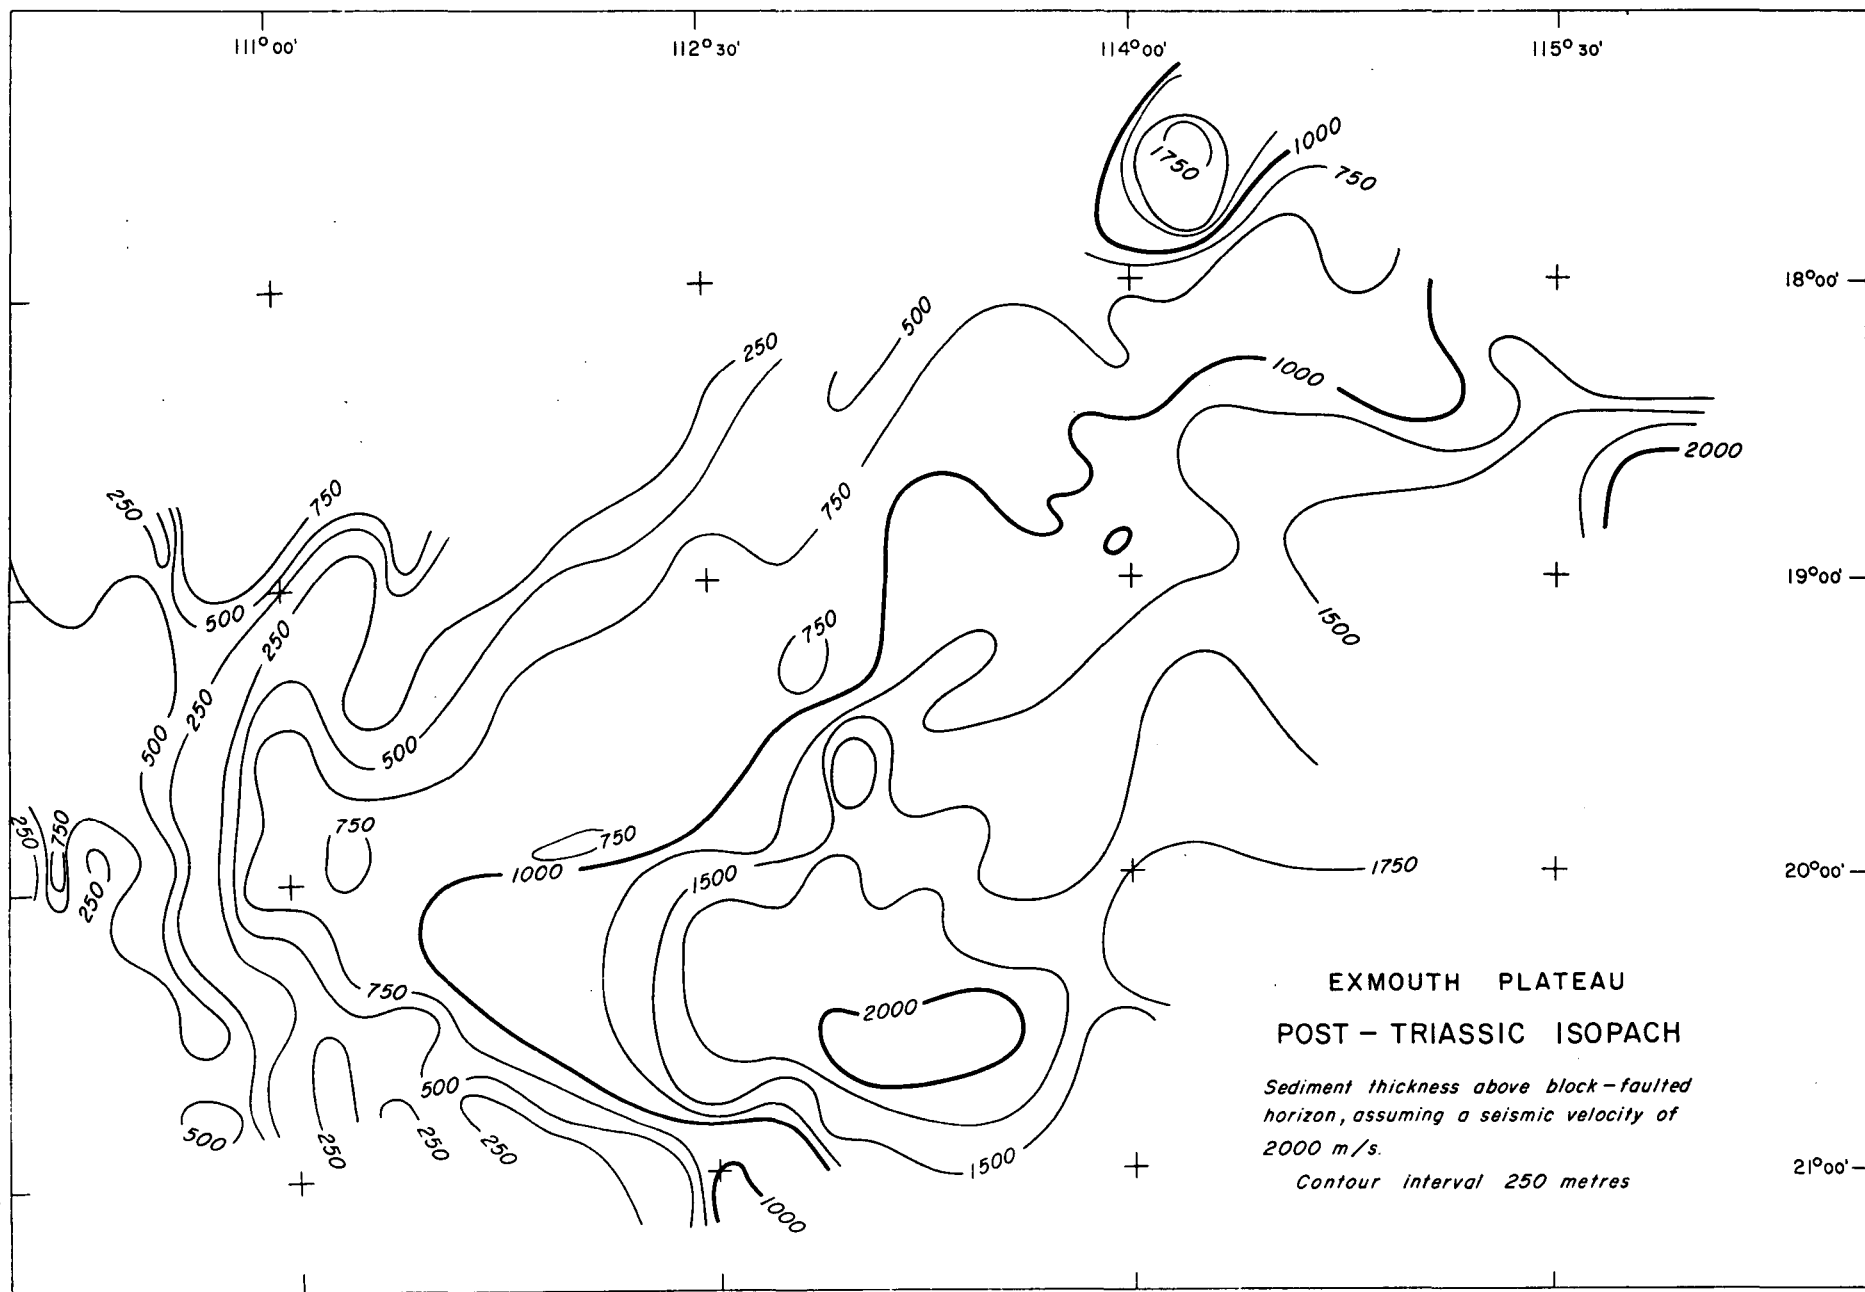 111°00' 112°30' 114°00' 115°30'
1000
1750
750
18°00'
500
250
1000
2000
750
250 750
19°00'
500
1500
250
750
250
500 500
750
250 750 750
1000 1500 1750 20°00'
250
EXMOUTH PLATEAU
750
2000
POST - TRIASSIC ISOPACH
500
Sediment thickness above block-faulted
horizon, assuming a seismic velocity of
2000 m/s.
500 250 250 250
1500
21°00'
Contour interval 250 metres
1000